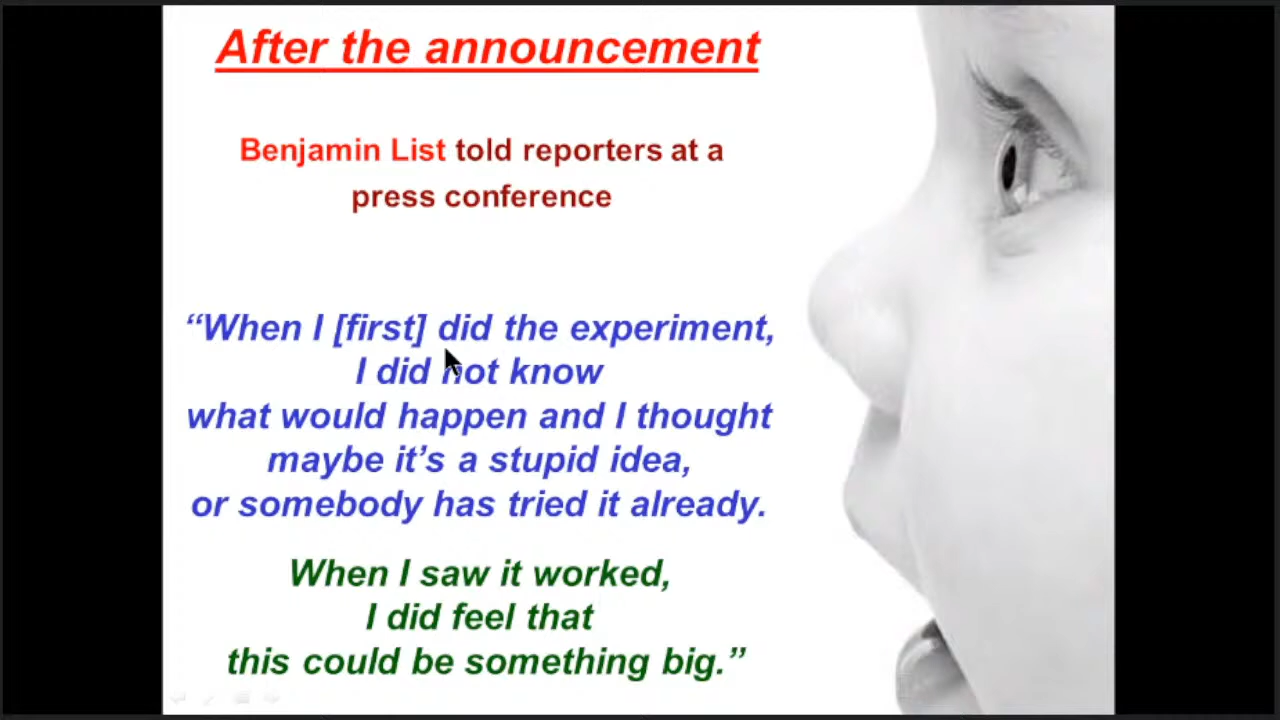 After the announcement
Benjamin List told reporters at a
press conference
“When I [first] did the experiment,
I did not know
what would happen and I thought
maybe it’s a stupid idea,
or somebody has tried it already.
When I saw it worked,
I did feel that
this could be something big.”